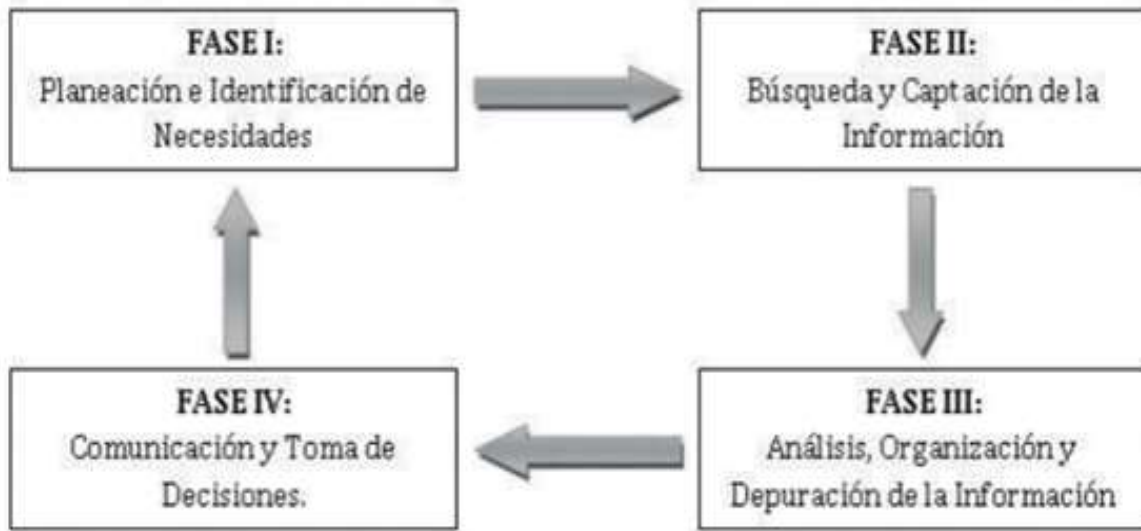 FASE I:
Planeación e Identificación de
Necesidades
FASE II:
Búsqueda y Captación de la
Información
FASE III:
Análisis, Organización y
Depuración de la Información
FASE IV:
Comunicación y Toma de
Decisiones.